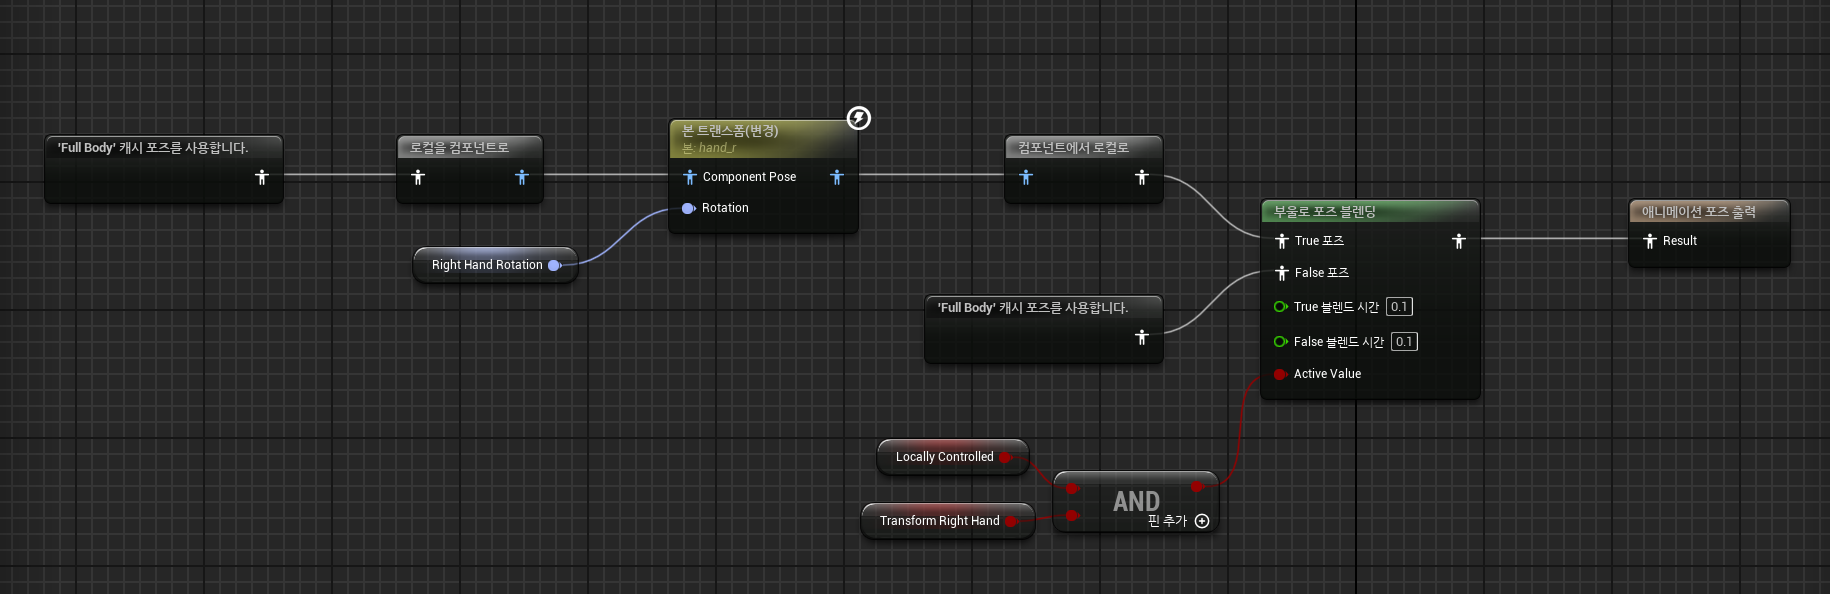 'Full Body' 캐시 포즈를 사용합니다.
로컬을 컴포넌트로
본 트랜스폼(변경)
본: hand_r
Component Pose
Rotation
Right Hand Rotation
컴포넌트에서 로컬로
'Full Body' 캐시 포즈를 사용합니다.
부울로 포즈 블렌딩
True 포즈
False 포즈
True 블렌드 시간 0.1
False 블렌드 시간 0.1
Active Value
애니메이션 포즈 출력
Result
Locally Controlled
Transform Right Hand
AND
핀 추가